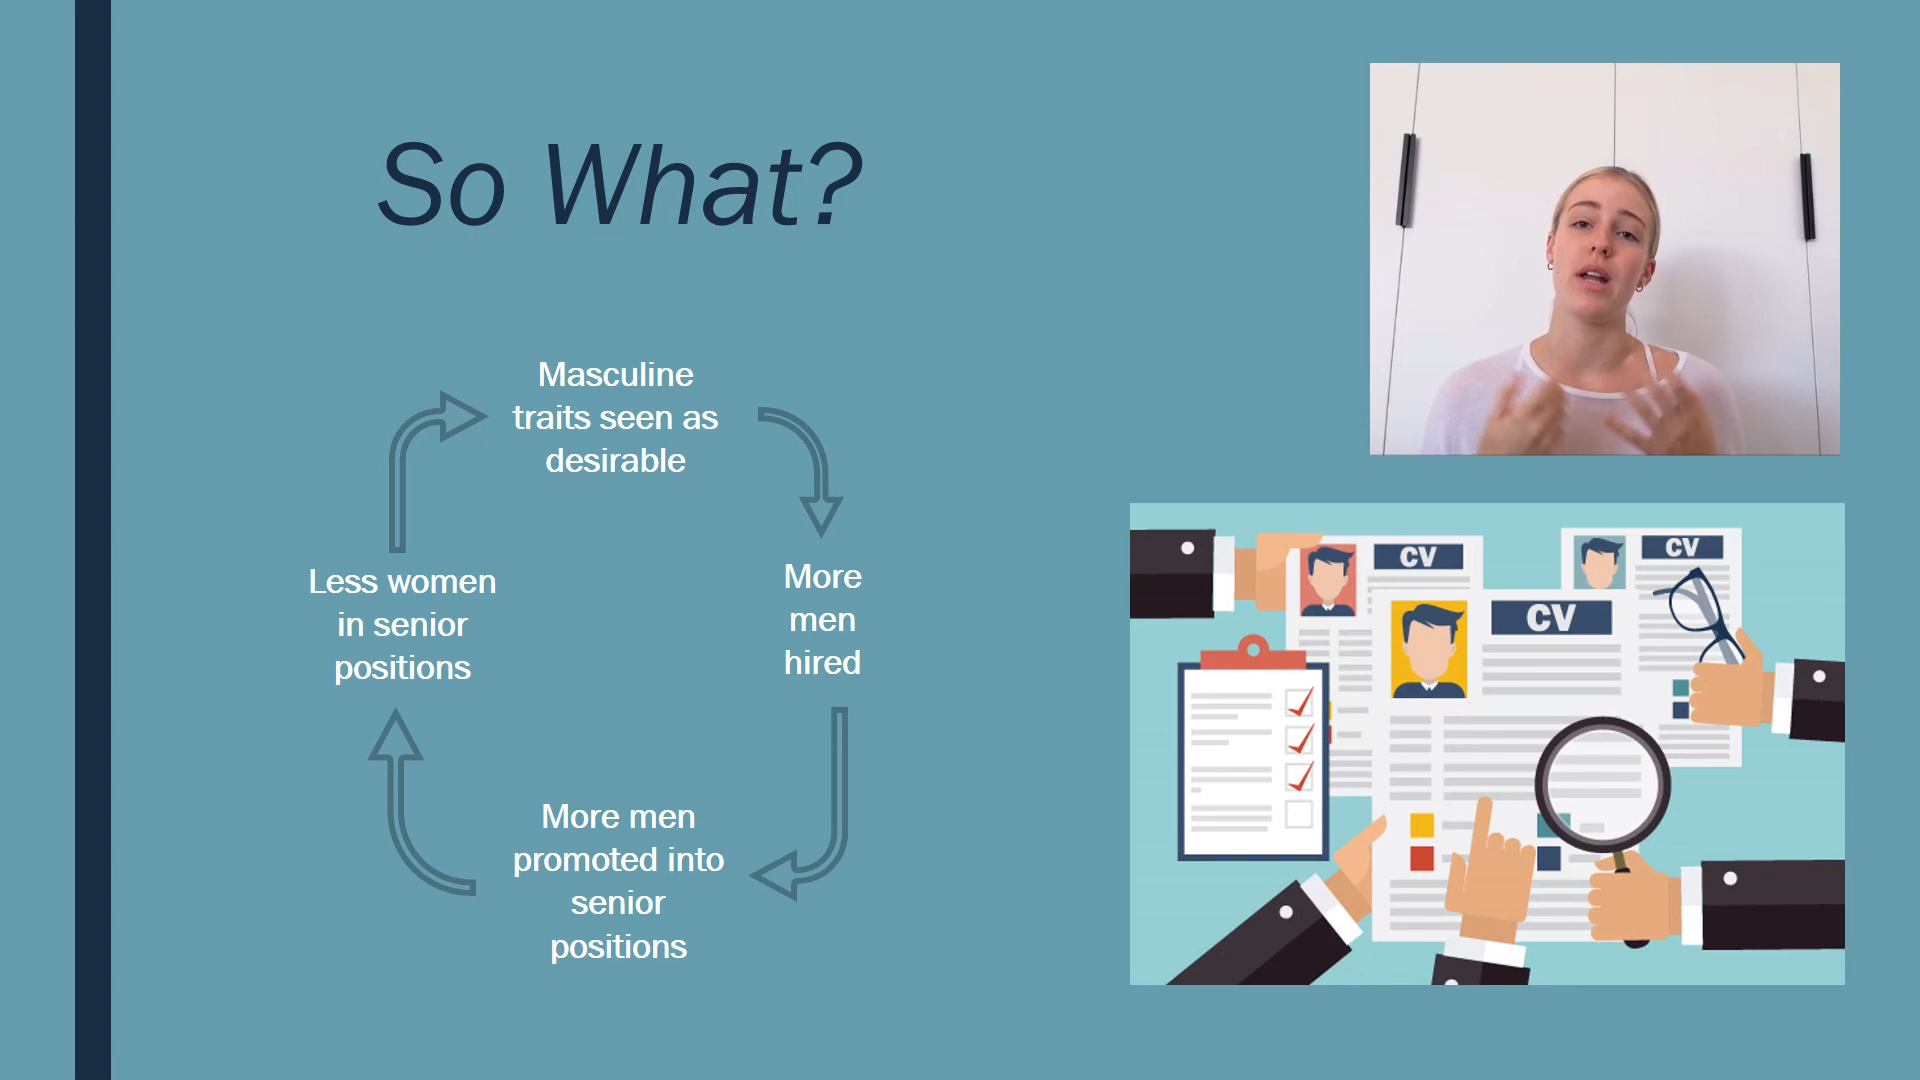 So What?
Masculine
traits seen as
desirable
More
men
hired
More men
promoted into
senior
positions
Less women
in senior
positions
CV
CV
CV